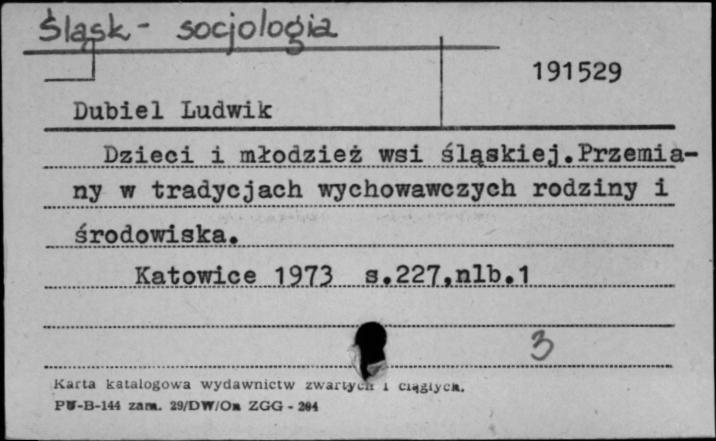 Śląsk - socjologia
191529
Dubiel Ludwik
Dzieci i młodzież wsi śląskiej.Przemia-
ny w tradycjach wychowawczych rodziny i
środowiska.
Katowice 1973 s.227,nlb.1
3
Karta katalogowa wydawnictw zwartych i ciągłych.
PW-B-144 zam. 29/DW/On ZGG - 204